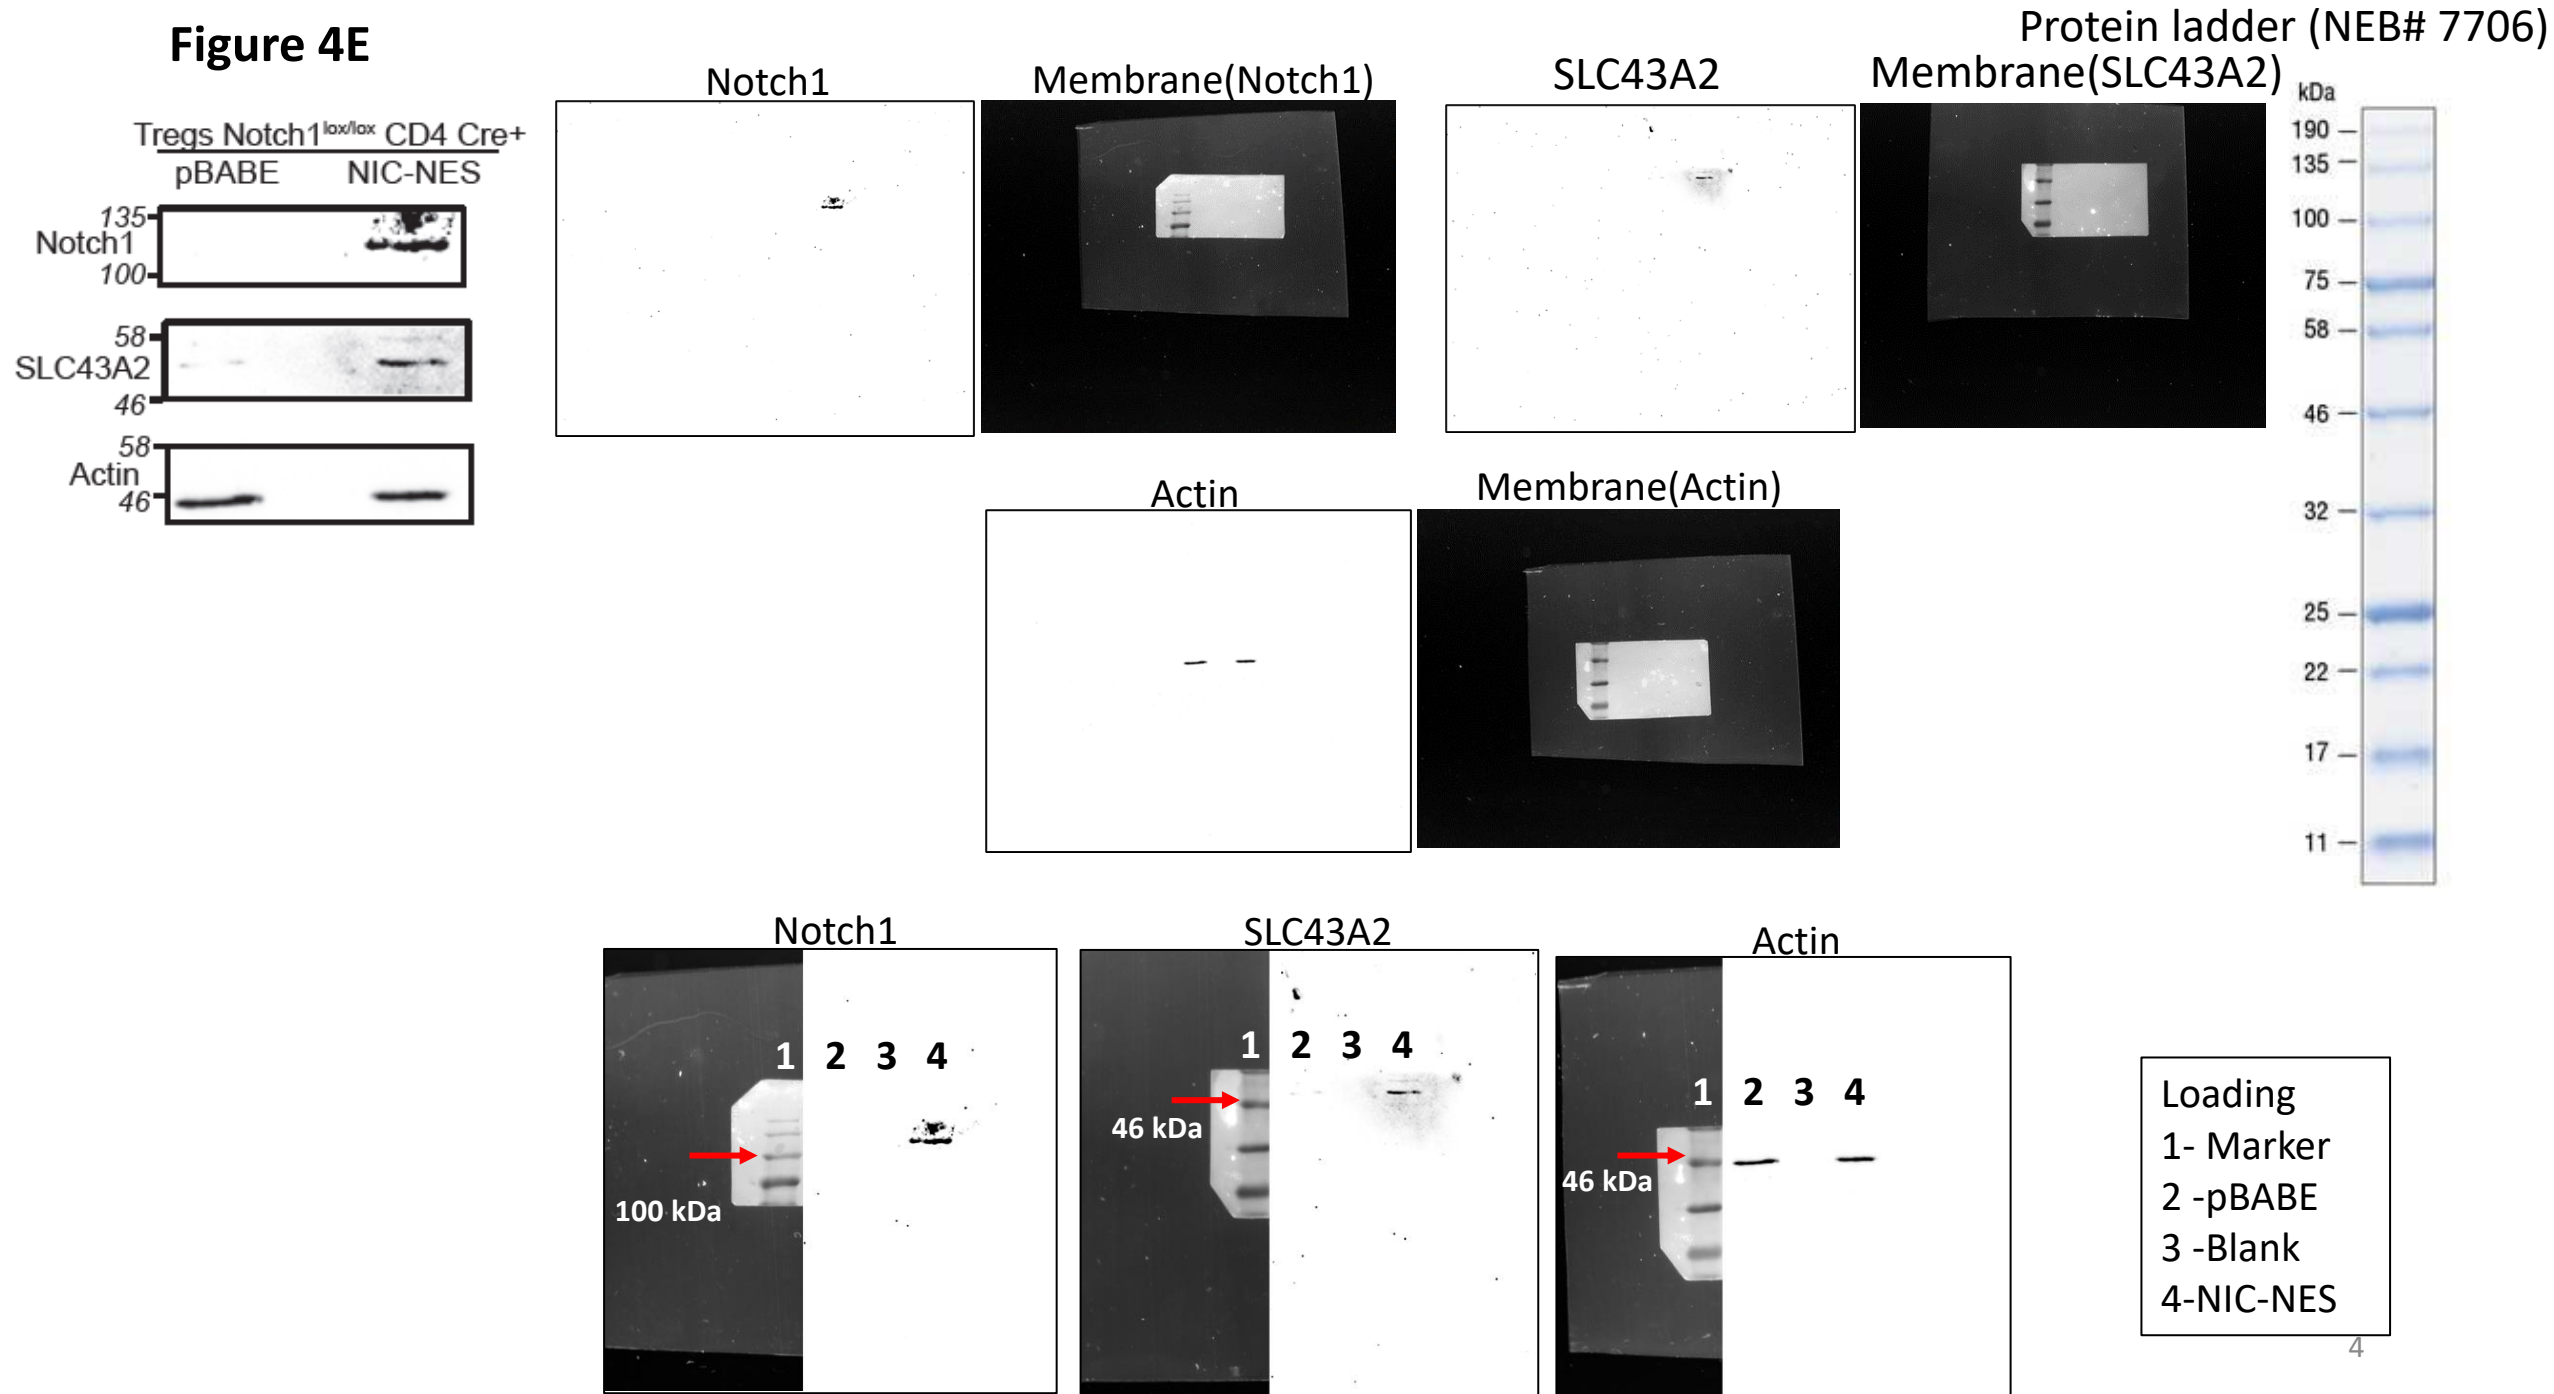 Figure 4E
Protein ladder (NEB# 7706)
Tregs Notch1lox/lox CD4 Cre+
pBABE NIC-NES
135
Notch1
100
58
SLC43A2
46
58
Actin
46
Notch1
Membrane(Notch1)
SLC43A2
Membrane(SLC43A2)
kDa
190
135
100
75
58
46
32
25
22
17
11
Actin
Membrane(Actin)
Notch1
1 2 3 4
100 kDa
SLC43A2
1 2 3 4
46 kDa
Actin
1 2 3 4
46 kDa
Loading
1- Marker
2 -pBABE
3 -Blank
4-NIC-NES
4